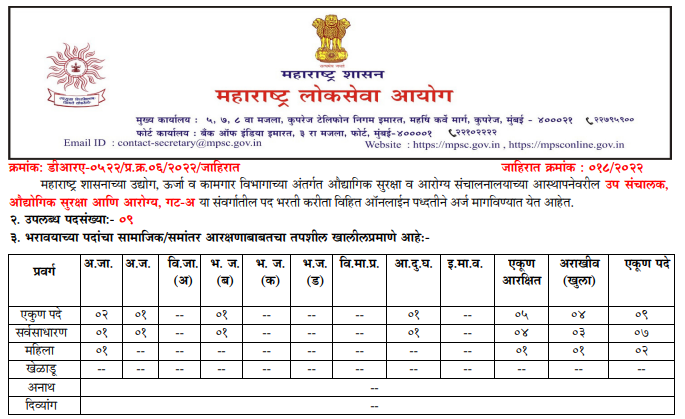 महाराष्ट्र शासन
महाराष्ट्र लोकसेवा आयोग
मुख्य कार्यालय : ५, ७, ८ वा मजला, कुपरेज टेलिफोन निगम इमारत, महर्षि कर्वे मार्ग, कुपरेज, मुंबई - ४०००२१ ०२२७९५९००
फोर्ट कार्यालय : बँक ऑफ इंडिया इमारत, ३ रा मजला, फोर्ट, मुंबई-४००००१ ०२२१०२२२२
Email ID : contact-secretary@mpsc.gov.in Website : https://mpsc.gov.in , https://mpsconline.gov.in
क्रमांक: डीआरए-०५२२/प्र.क्र.०६/२०२२/जाहिरात जाहिरात क्रमांक : ०१८/२०२२
महाराष्ट्र शासनाच्या उद्योग, ऊर्जा व कामगार विभागाच्या अंतर्गत औद्योगिक सुरक्षा व आरोग्य संचालनालयाच्या आस्थापनेवरील उप संचालक,
औद्योगिक सुरक्षा आणि आरोग्य, गट-अ या संवर्गातील पद भरती करीता विहित ऑनलाईन पध्दतीने अर्ज मागविण्यात येत आहेत.
२. उपलब्ध पदसंख्या:- ०९
३. भरावयाच्या पदांचा सामाजिक/समांतर आरक्षणाबाबतचा तपशील खालीलप्रमाणे आहे:-
प्रवर्ग अ.जा. अ.ज. वि.जा. (अ) भ. ज. (ब) भ. ज. (क) भ. ज. (ड) वि.मा.प्र. आ.दु.घ. इ.मा.व. एकूण आरक्षित अराखीव (खुला) एकूण पदे
एकुण पदे ०२ ०१ -- ०१ -- -- -- ०१ -- ०५ ०४ ०९
सर्वसाधारण ०१ ०१ -- ०१ -- -- -- ०१ -- ०४ ०३ ०७
महिला ०१ -- -- -- -- -- -- -- -- ०१ ०१ ०२
खेळाडू -- -- -- -- -- -- -- -- -- -- -- --
अनाथ --
दिव्यांग --